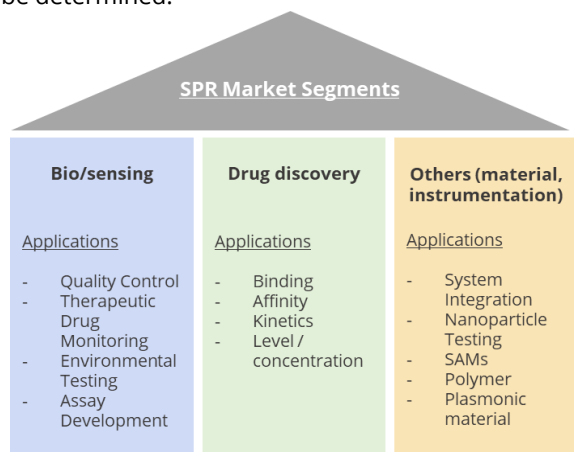 be determined.
SPR Market Segments
Bio/sensing
Applications
- Quality Control
- Therapeutic
Drug
Monitoring
- Environmental
Testing
- Assay
Development
Drug discovery
Applications
- Binding
- Affinity
- Kinetics
- Level /
concentration
Others (material,
instrumentation)
Applications
- System
Integration
- Nanoparticle
Testing
- SAMs
- Polymer
- Plasmonic
material